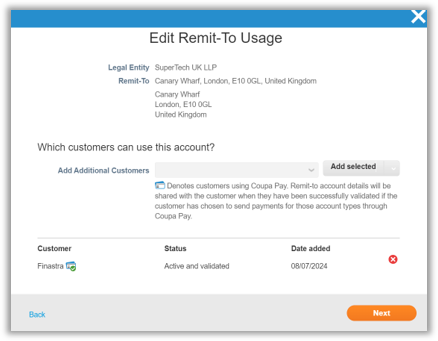 Edit Remit-To Usage
Legal Entity SuperTech UK LLP
Remit-To Canary Wharf, London, E10 0GL, United Kingdom
Canary Wharf
London, E10 0GL
United Kingdom
Which customers can use this account?
Add Additional Customers Add selected
Denotes customers using Coupa Pay. Remit-to account details will be
shared with the customer when they have been successfully validated if the
customer has chosen to send payments for those account types through
Coupa Pay.
Customer Status Date added
Finastra Active and validated 08/07/2024
Back Next